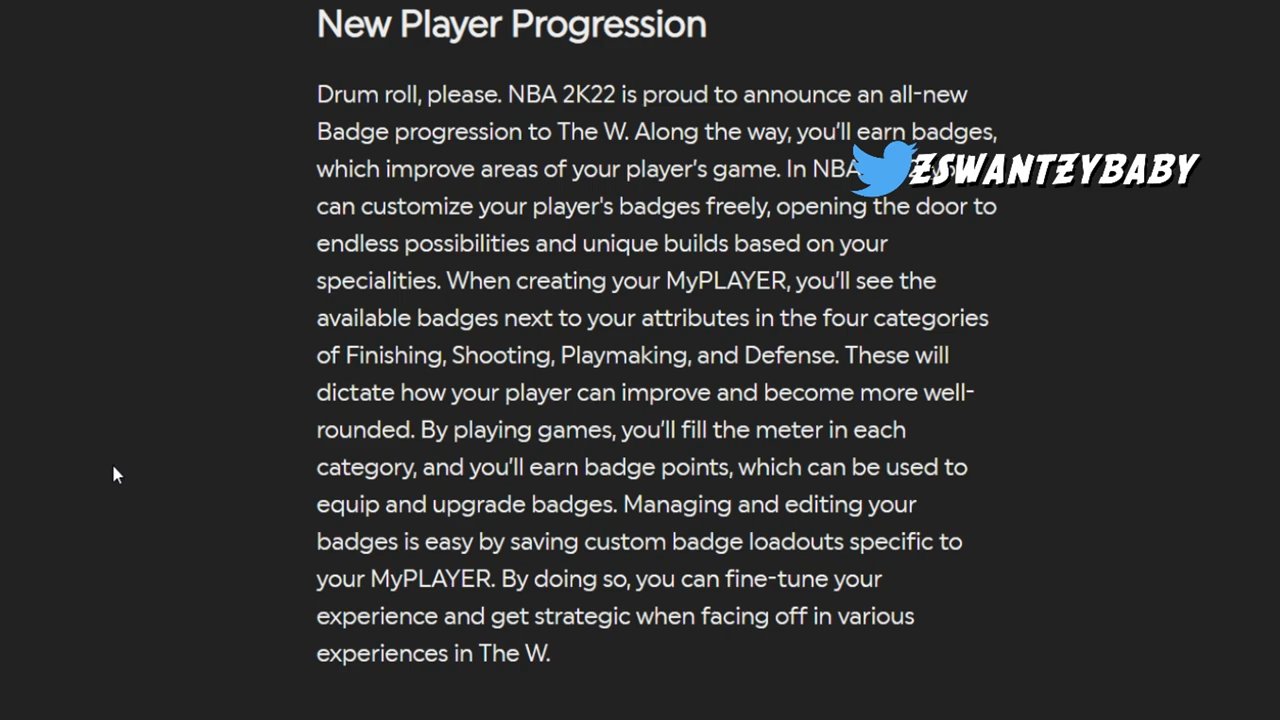 New Player Progression
Drum roll, please. NBA 2K22 is proud to announce an all-new
Badge progression to The W. Along the way, you'll earn badges,
which improve areas of your player's game. In NBA
ZSWANTZYBABY
can customize your player's badges freely, opening the door to
endless possibilities and unique builds based on your
specialities. When creating your MyPLAYER, you'll see the
available badges next to your attributes in the four categories
of Finishing, Shooting, Playmaking, and Defense. These will
dictate how your player can improve and become more well-
rounded. By playing games, you'll fill the meter in each
category, and you'll earn badge points, which can be used to
equip and upgrade badges. Managing and editing your
badges is easy by saving custom badge loadouts specific to
your MyPLAYER. By doing so, you can fine-tune your
experience and get strategic when facing off in various
experiences in The W.